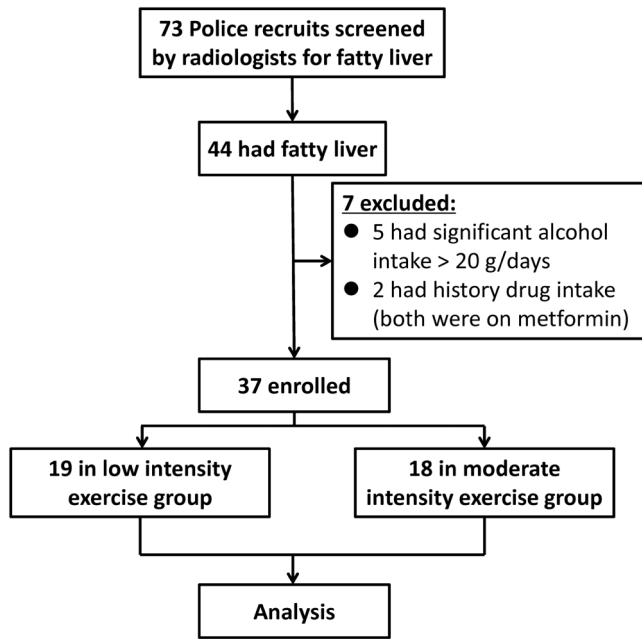 73 Police recruits screened
by radiologists for fatty liver
44 had fatty liver
7 excluded:
● 5 had significant alcohol
intake > 20 g/days
● 2 had history drug intake
(both were on metformin)
37 enrolled
19 in low intensity
exercise group
18 in moderate
intensity exercise group
Analysis